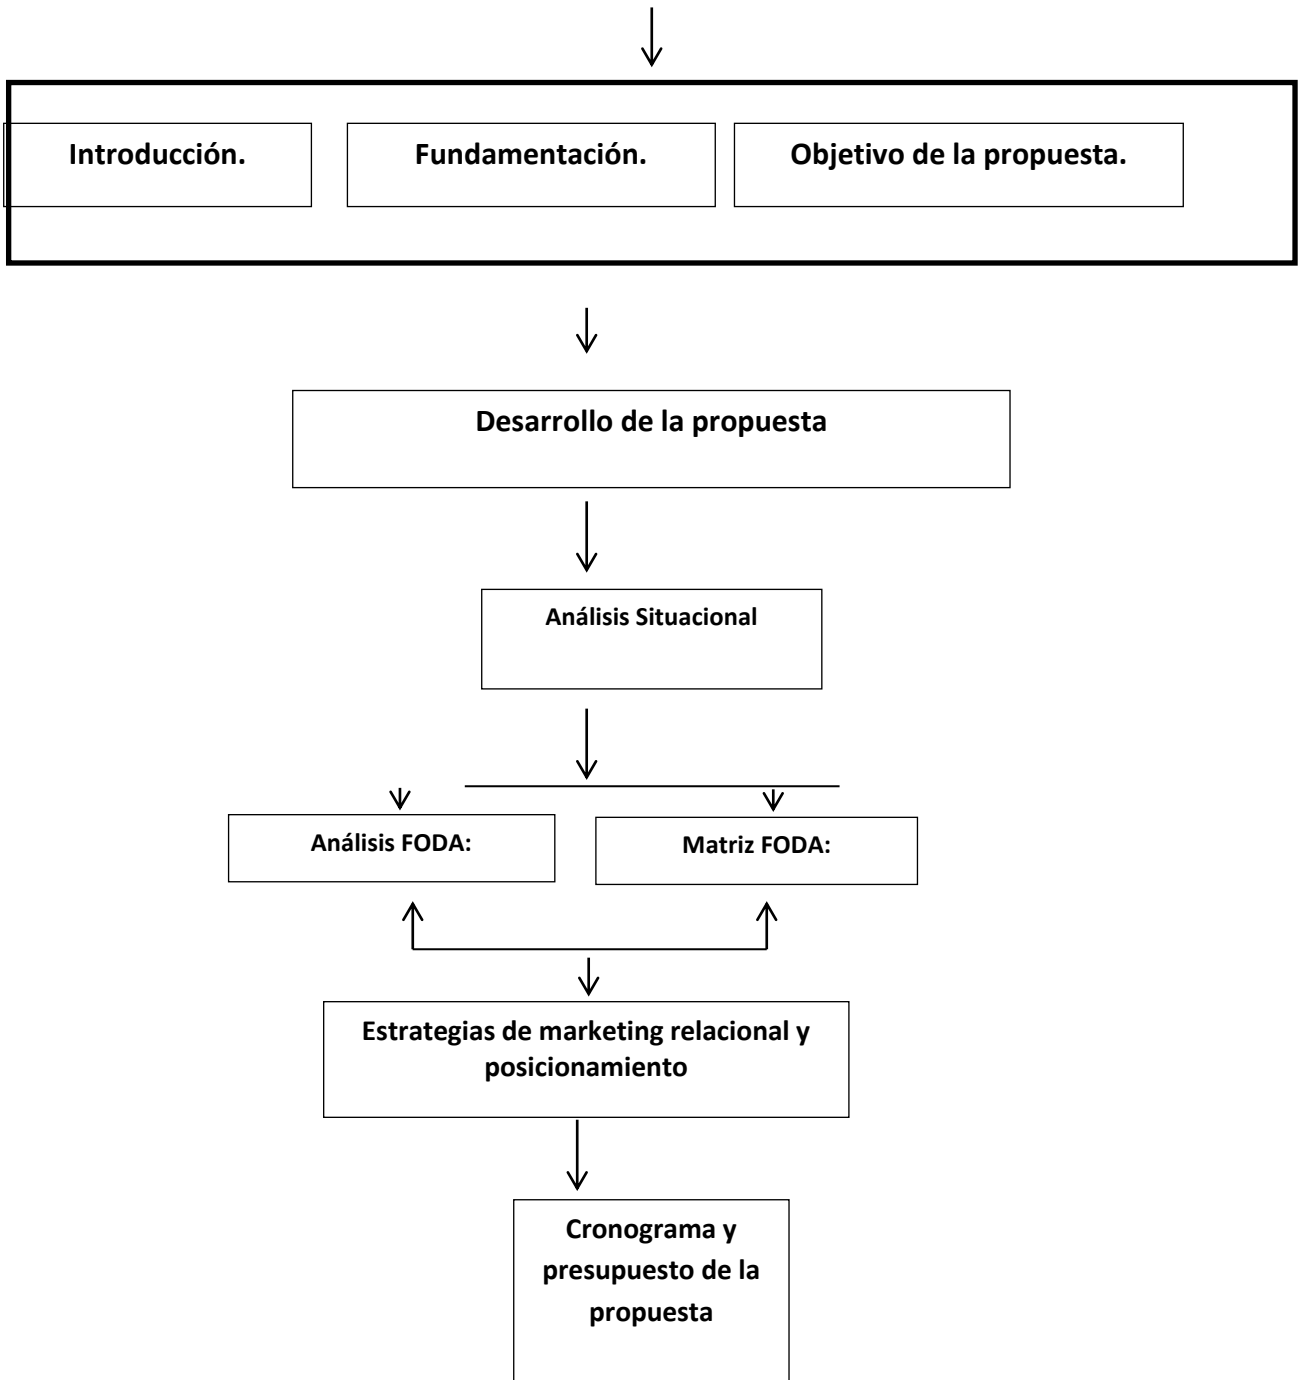 Introducción.
Fundamentación.
Objetivo de la propuesta.
Desarrollo de la propuesta
Análisis Situacional
Análisis FODA:
Matriz FODA:
Estrategias de marketing relacional y
posicionamiento
Cronograma y
presupuesto de la
propuesta